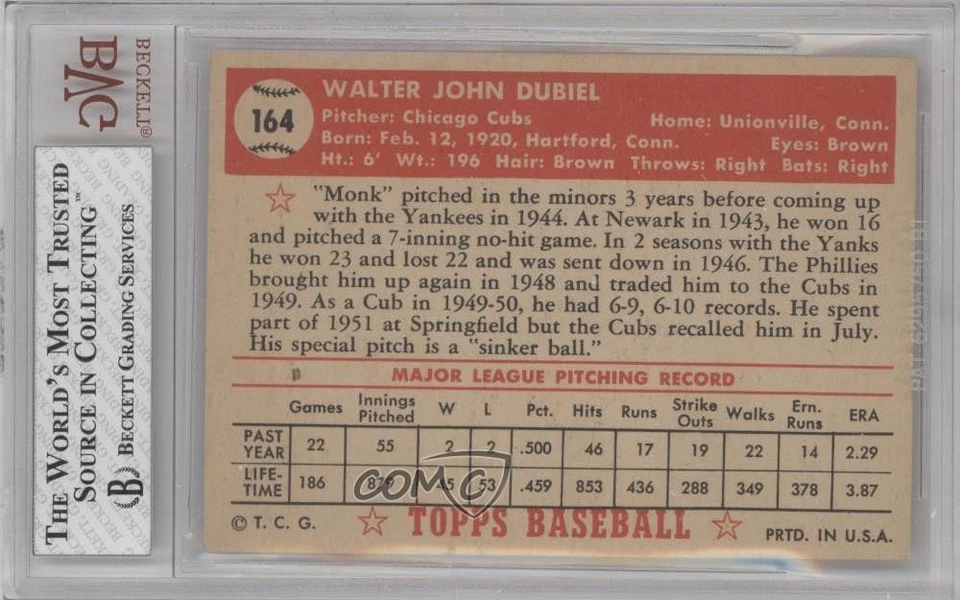 BVG
BECKETT®
THE WORLD'S MOST TRUSTED
SOURCE IN COLLECTING™
B BECKETT GRADING SERVICES
164
WALTER JOHN DUBIEL
Pitcher: Chicago Cubs Home: Unionville, Conn.
Born: Feb. 12, 1920, Hartford, Conn. Eyes: Brown
Ht.: 6' Wt.: 196 Hair: Brown Throws: Right Bats: Right
"Monk" pitched in the minors 3 years before coming up
with the Yankees in 1944. At Newark in 1943, he won 16
and pitched a 7-inning no-hit game. In 2 seasons with the Yanks
he won 23 and lost 22 and was sent down in 1946. The Phillies
brought him up again in 1948 and traded him to the Cubs in
1949. As a Cub in 1949-50, he had 6-9, 6-10 records. He spent
part of 1951 at Springfield but the Cubs recalled him in July.
His special pitch is a "sinker ball."
MAJOR LEAGUE PITCHING RECORD
Games Innings Pitched W L Pct. Hits Runs Strike Outs Walks Ern. Runs ERA
PAST YEAR 22 55 2 2 .500 46 17 19 22 14 2.29
LIFE-TIME 186 879 45 53 .459 853 436 288 349 378 3.87
COMC
© T. C. G. TOPPS BASEBALL PRTD. IN U.S.A.